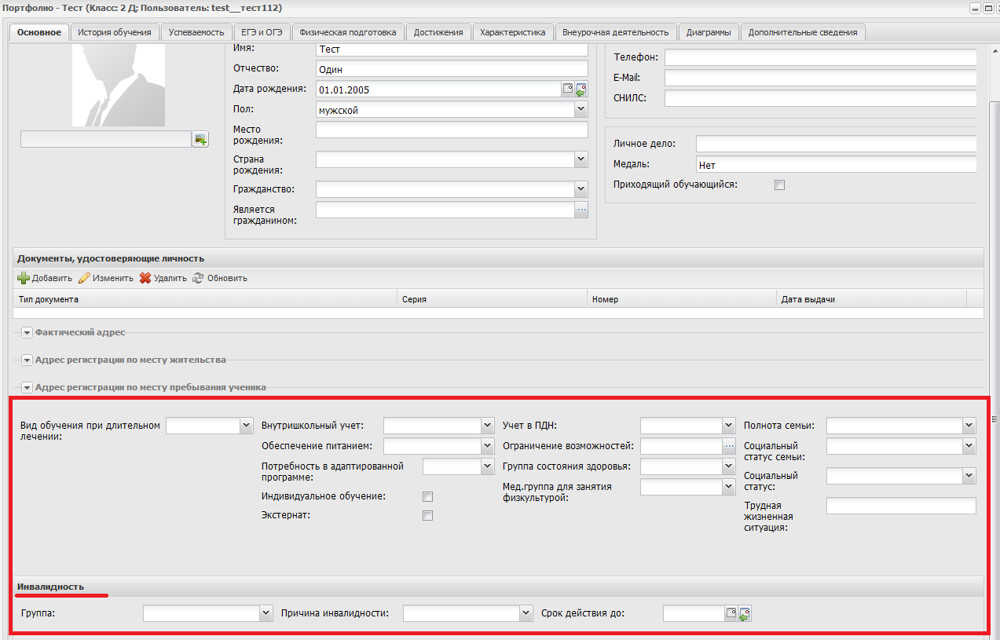 Портфолио - Тест (Класс: 2 Д; Пользователь: test__тест112)
Основное История обучения Успеваемость ЕГЭ и ОГЭ Физическая подготовка Достижения Характеристика Внеурочная деятельность Диаграммы Дополнительные сведения
Имя: Тест
Отчество: Один
Дата рождения: 01.01.2005
Пол: мужской
Место
рождения:
Страна
рождения:
Гражданство:
Является
гражданином:
Телефон:
E-Mail:
СНИЛС:
Личное дело:
Медаль: Нет
Приходящий обучающийся:
Документы, удостоверяющие личность
Добавить Изменить Удалить Обновить
Тип документа Серия Номер Дата выдачи
Фактический адрес
Адрес регистрации по месту жительства
Адрес регистрации по месту пребывания ученика
Вид обучения при длительном
лечении:
Внутришкольный учет:
Обеспечение питанием:
Потребность в адаптированной
программе:
Индивидуальное обучение:
Экстернат:
Учет в ПДН:
Ограничение возможностей:
Группа состояния здоровья:
Мед.группа для занятия
физкультурой:
Полнота семьи:
Социальный
статус семьи:
Социальный
статус:
Трудная
жизненная
ситуация:
Инвалидность
Группа: Причина инвалидности: Срок действия до: